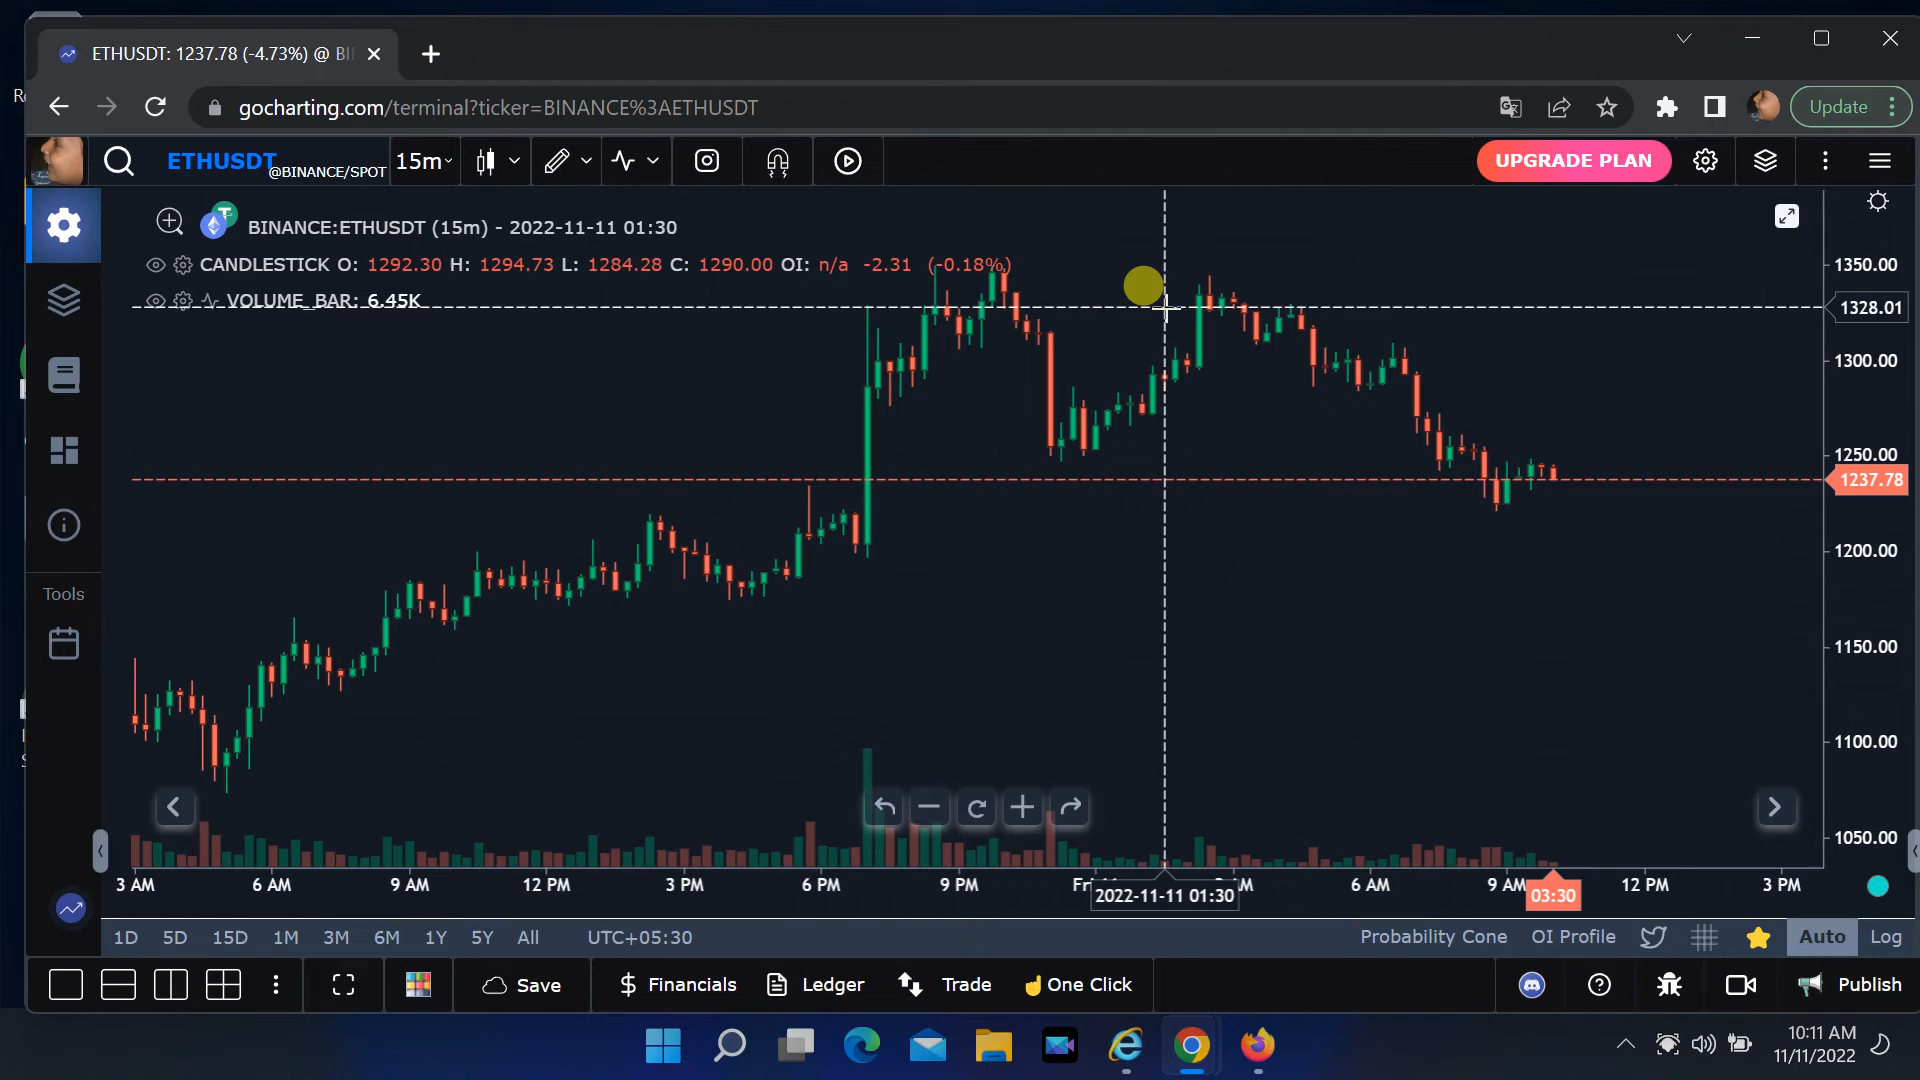 ETHUSDT: 1237.78 (-4.73%) @ BI
gocharting.com/terminal?ticker=BINANCE%3AETHUSDT
Update
ETHUSDT @BINANCE/SPOT
15m
UPGRADE PLAN
BINANCE:ETHUSDT (15m) - 2022-11-11 01:30
CANDLESTICK O: 1292.30 H: 1294.73 L: 1284.28 C: 1290.00 OI: n/a -2.31 (-0.18%)
VOLUME_BAR: 6.45K
1350.00
1328.01
1300.00
1250.00
1237.78
1200.00
1150.00
1100.00
1050.00
Tools
3 AM 6 AM 9 AM 12 PM 3 PM 6 PM 9 PM 6 AM 9 AM 12 PM 3 PM
2022-11-11 01:30
03:30
1D 5D 15D 1M 3M 6M 1Y 5Y All UTC+05:30 Probability Cone OI Profile Auto Log
Save $ Financials Ledger Trade One Click Publish
10:11 AM
11/11/2022